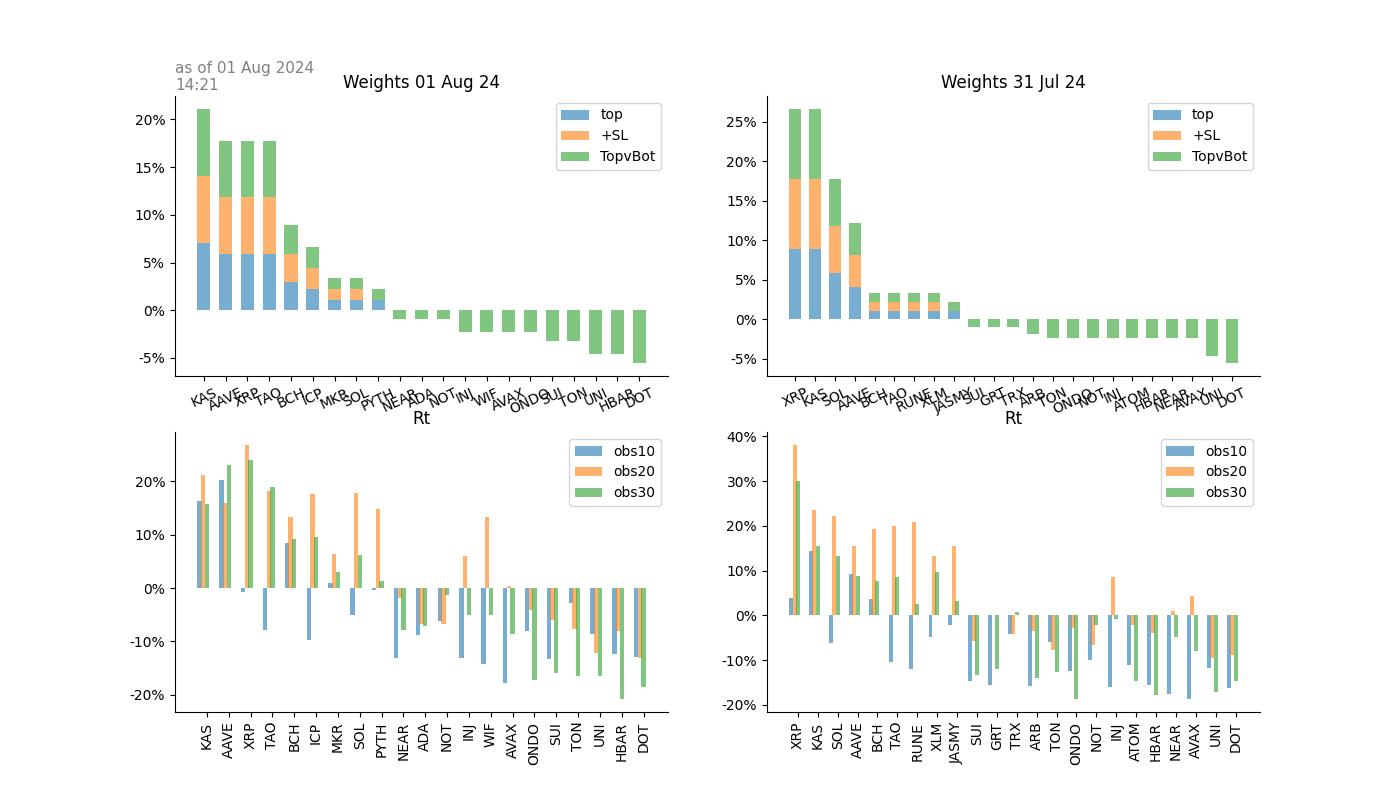 as of 01 Aug 2024
14:21
Weights 01 Aug 24
20%
15%
10%
5%
0%
-5%
top
+SL
TopvBot
KAS AAVE XRP TAO BCH ICP MKR SOL PYTH NEAR ADA NOT INJ WIF AVAX ONDO SUI TON UNI HBAR DOT
Weights 31 Jul 24
25%
20%
15%
10%
5%
0%
-5%
top
+SL
TopvBot
XRP KAS SOL AAVE BCH TAO RUNE XLM JASMY SUI GRT TRX ARB TON ONDO NOT INJ ATOM HBAR NEAR AVAX UNI DOT
Rt
20%
10%
0%
-10%
-20%
obs10
obs20
obs30
KAS AAVE XRP TAO BCH ICP MKR SOL PYTH NEAR ADA NOT INJ WIF AVAX ONDO SUI TON UNI HBAR DOT
Rt
40%
30%
20%
10%
0%
-10%
-20%
obs10
obs20
obs30
XRP KAS SOL AAVE BCH TAO RUNE XLM JASMY SUI GRT TRX ARB TON ONDO NOT INJ ATOM HBAR NEAR AVAX UNI DOT